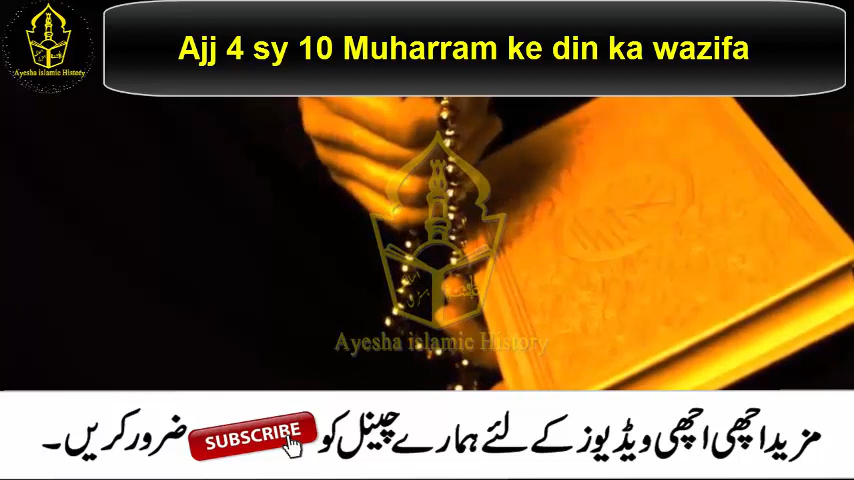 Ajj 4 sy 10 Muharram ke din ka wazifa
Ayesha islamic History
Ayesha islamic History
مزید اچھی اچھی ویڈیوز کے لئے ہمارے چینل کو SUBSCRIBE ضرور کریں۔